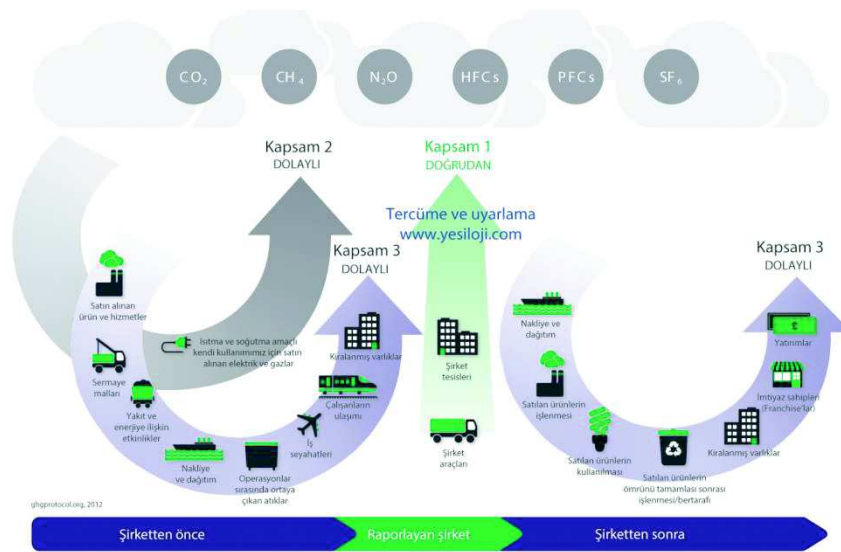 CO₂
CH₄
N₂O
HFCs
PFCs
SF₆
Kapsam 2
DOLAYLI
Kapsam 1
DOĞRUDAN
Tercüme ve uyarlama
www.yesiloji.com
Kapsam 3
DOLAYLI
Kapsam 3
DOLAYLI
Satın alınan
ürün ve hizmetler
Sermaye
malları
Yakıt ve
enerjiye ilişkin
etkinlikler
Nakliye
ve dağıtım
Operasyonlar
sırasında ortaya
çıkan atıklar
İş
seyahatleri
Çalışanların
ulaşımı
Kiralanmış varlıklar
Isıtma ve soğutma amaçlı
kendi kullanımımız için satın
alınan elektrik ve gazlar
Şirket
tesisleri
Şirket
araçları
Nakliye ve
dağıtım
Satılan ürünlerin
işlenmesi
Satılan ürünlerin
kullanılması
Satılan ürünlerin
ömrünü tamamlası sonrası
işlenmesi/bertarafı
Kiralanmış varlıklar
İmtiyaz sahipleri
(Franchise'lar)
Yatırımlar
ghgprotocol.org, 2012
Şirketten önce
Raporlayan şirket
Şirketten sonra